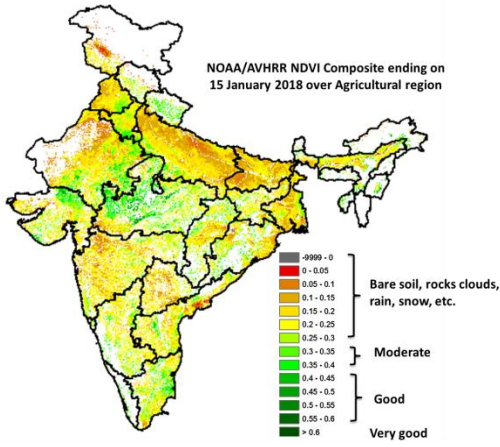 NOAA/AVHRR NDVI Composite ending on
15 January 2018 over Agricultural region
-9999 - 0
0 - 0.05
0.05 - 0.1
0.1 - 0.15
0.15 - 0.2
0.2 - 0.25
0.25 - 0.3
0.3 - 0.35
0.35 - 0.4
0.4 - 0.45
0.45 - 0.5
0.5 - 0.55
0.55 - 0.6
> 0.6
Bare soil, rocks clouds,
rain, snow, etc.
Moderate
Good
Very good